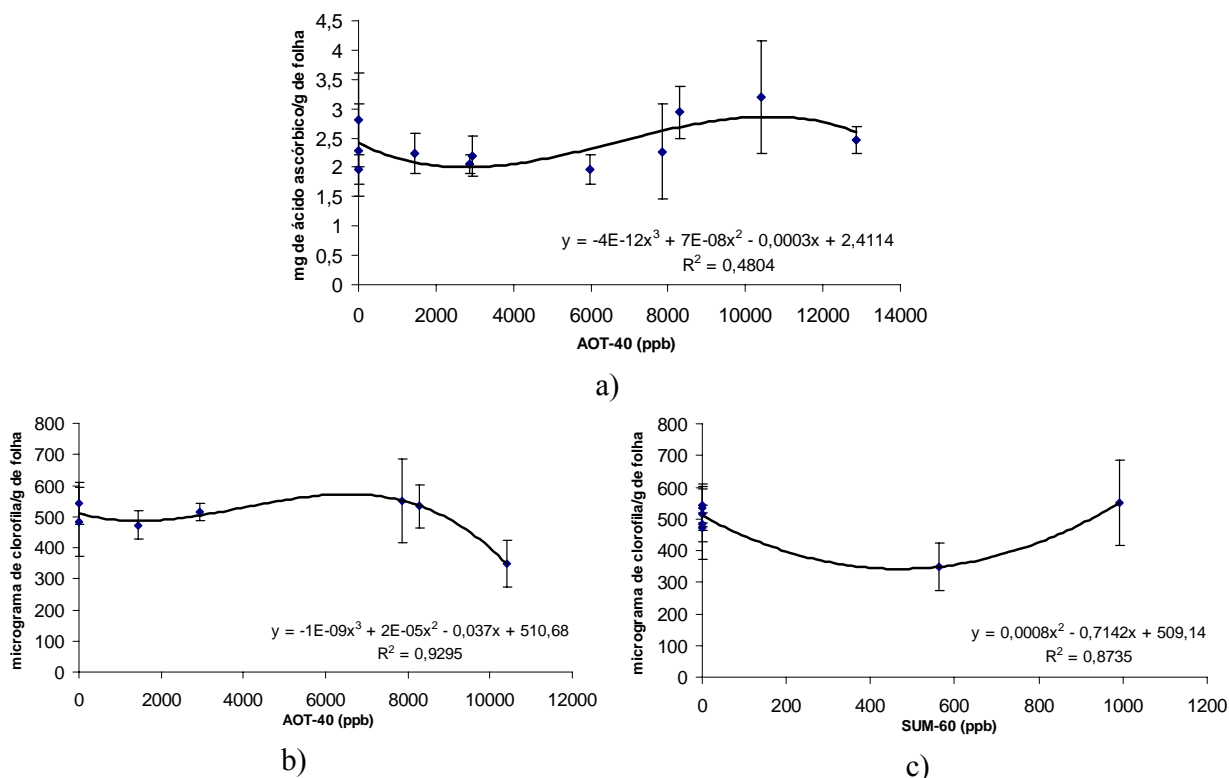 4,5
4
3,5
3
2,5
2
1,5
1
0,5
0
mg de ácido ascórbico/g de folha
y = -4E-12x³ + 7E-08x² - 0,0003x + 2,4114
R² = 0,4804
0 2000 4000 6000 8000 10000 12000 14000
AOT-40 (ppb)
a)
800
700
600
500
400
300
200
100
0
micrograma de clorofila/g de folha
y = -1E-09x³ + 2E-05x² - 0,037x + 510,68
R² = 0,9295
0 2000 4000 6000 8000 10000 12000
AOT-40 (ppb)
b)
800
700
600
500
400
300
200
100
0
micrograma de clorofila/g de folha
y = 0,0008x² - 0,7142x + 509,14
R² = 0,8735
0 200 400 600 800 1000 1200
SUM-60 (ppb)
c)